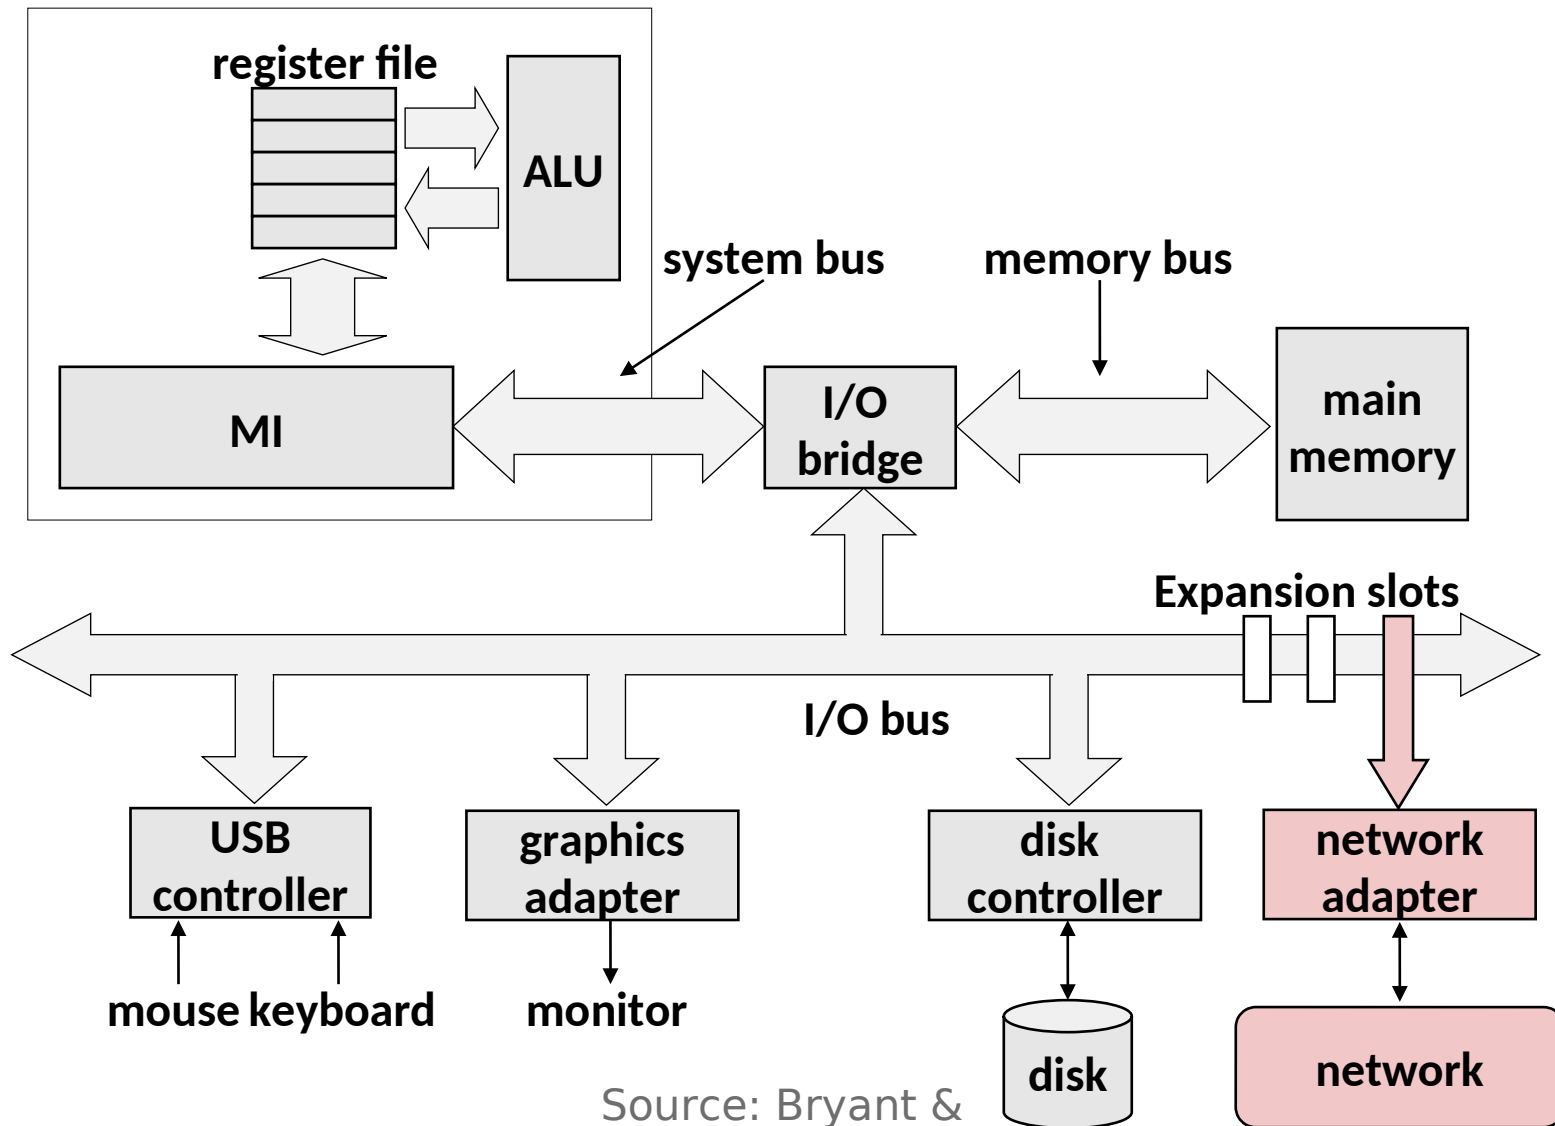 register file
ALU
system bus
memory bus
MI
I/O
bridge
main
memory
Expansion slots
I/O bus
USB
controller
graphics
adapter
disk
controller
network
adapter
mouse keyboard
monitor
disk
network
Source: Bryant &